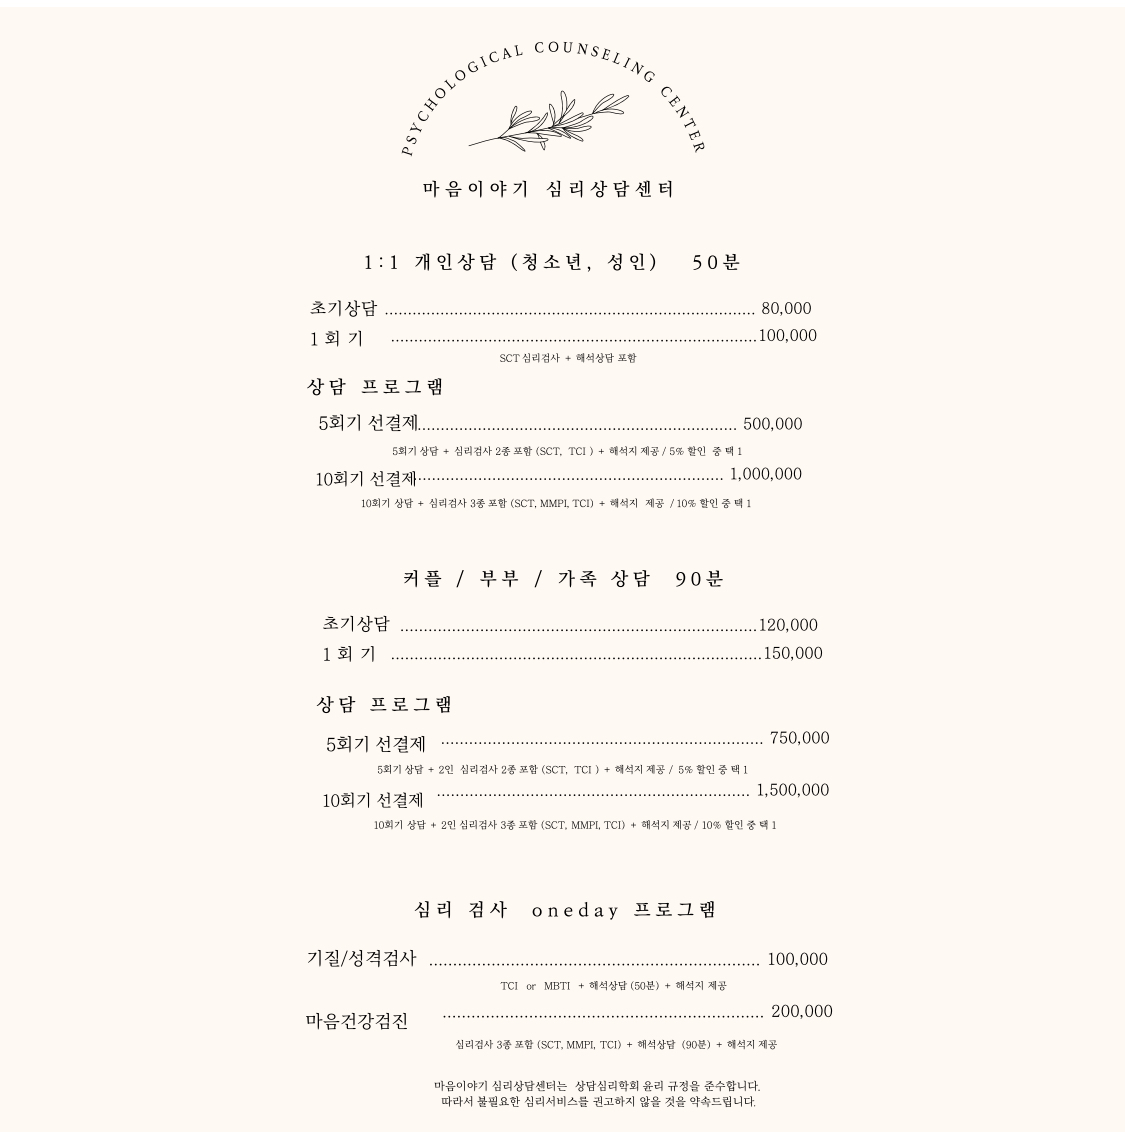 PSYCHOLOGICAL COUNSELING CENTER
마음이야기 심리상담센터
1:1 개인상담 (청소년, 성인) 50분
초기상담 ........................................ 80,000
1 회 기 ........................................ 100,000
SCT 심리검사 + 해석상담 포함
상담 프로그램
5회기 선결제 ........................................ 500,000
5회기 상담 + 심리검사 2종 포함 (SCT, TCI ) + 해석지 제공 / 5% 할인 중 택 1
10회기 선결제 ........................................ 1,000,000
10회기 상담 + 심리검사 3종 포함 (SCT, MMPI, TCI) + 해석지 제공 / 10% 할인 중 택 1
커플 / 부부 / 가족 상담 90분
초기상담 ........................................ 120,000
1 회 기 ........................................ 150,000
상담 프로그램
5회기 선결제 ........................................ 750,000
5회기 상담 + 2인 심리검사 2종 포함 (SCT, TCI ) + 해석지 제공 / 5% 할인 중 택 1
10회기 선결제 ........................................ 1,500,000
10회기 상담 + 2인 심리검사 3종 포함 (SCT, MMPI, TCI) + 해석지 제공 / 10% 할인 중 택 1
심리 검사 oneday 프로그램
기질/성격검사 ........................................ 100,000
TCI or MBTI + 해석상담 (50분) + 해석지 제공
마음건강검진 ........................................ 200,000
심리검사 3종 포함 (SCT, MMPI, TCI) + 해석상담 (90분) + 해석지 제공
마음이야기 심리상담센터는 상담심리학회 윤리 규정을 준수합니다.
따라서 불필요한 심리서비스를 권고하지 않을 것을 약속드립니다.